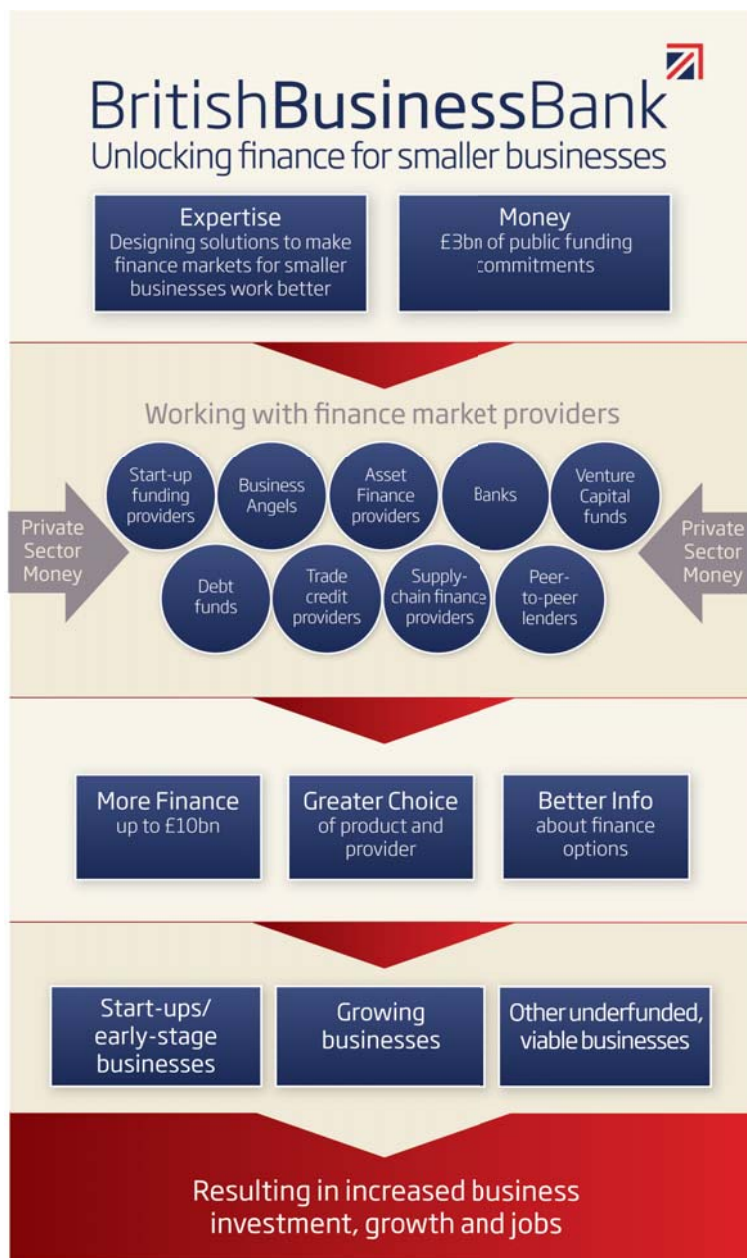 BritishBusinessBank
Unlocking finance for smaller businesses
Expertise
Designing solutions to make
finance markets for smaller
businesses work better
Money
£3bn of public funding
commitments
Working with finance market providers
Private
Sector
Money
Start-up
funding
providers
Business
Angels
Asset
Finance
providers
Banks
Venture
Capital
funds
Debt
funds
Trade
credit
providers
Supply-
chain finance
providers
Peer-
to-peer
lenders
Private
Sector
Money
More Finance
up to £10bn
Greater Choice
of product and
provider
Better Info
about finance
options
Start-ups/
early-stage
businesses
Growing
businesses
Other underfunded,
viable businesses
Resulting in increased business
investment, growth and jobs